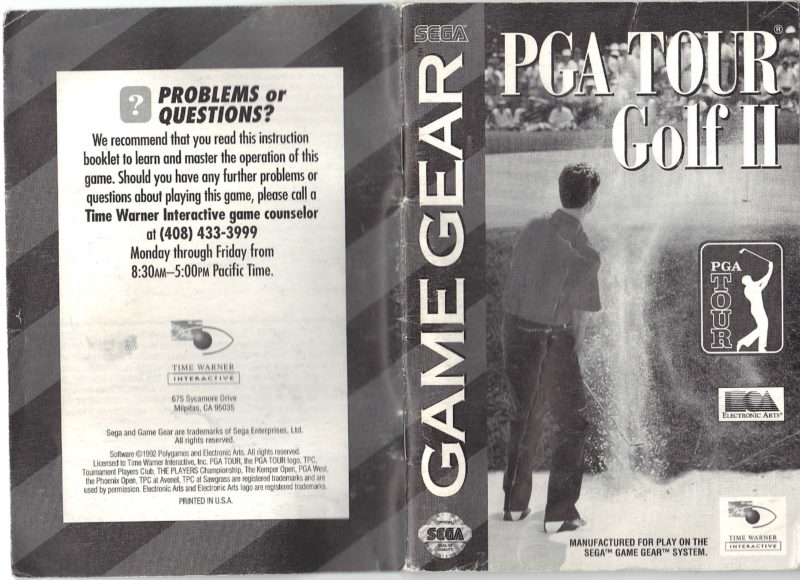 PROBLEMS or
QUESTIONS?
We recommend that you read this instruction
booklet to learn and master the operation of this
game. Should you have any further problems or
questions about playing this game, please call a
Time Warner Interactive game counselor
at (408) 433-3999
Monday through Friday from
8:30AM–5:00PM Pacific Time.
TIME WARNER
INTERACTIVE
675 Sycamore Drive
Milpitas, CA 95035
Sega and Game Gear are trademarks of Sega Enterprises, Ltd.
All rights reserved.
Software ©1992 Polygames and Electronic Arts. All rights reserved.
Licensed to Time Warner Interactive, Inc. PGA TOUR, the PGA TOUR logo, TPC,
Tournament Players Club, THE PLAYERS Championship, The Kemper Open, PGA West,
the Phoenix Open, TPC at Avenel, TPC at Sawgrass are registered trademarks and are
used by permission. Electronic Arts and Electronic Arts logo are registered trademarks.
PRINTED IN U.S.A.
SEGA
GAME GEAR
OFFICIAL
SEGA
SEAL OF
QUALITY
PGA TOUR®
Golf II
PGA
TOUR
ELECTRONIC ARTS®
MANUFACTURED FOR PLAY ON THE
SEGA™ GAME GEAR™ SYSTEM.
TIME WARNER
INTERACTIVE